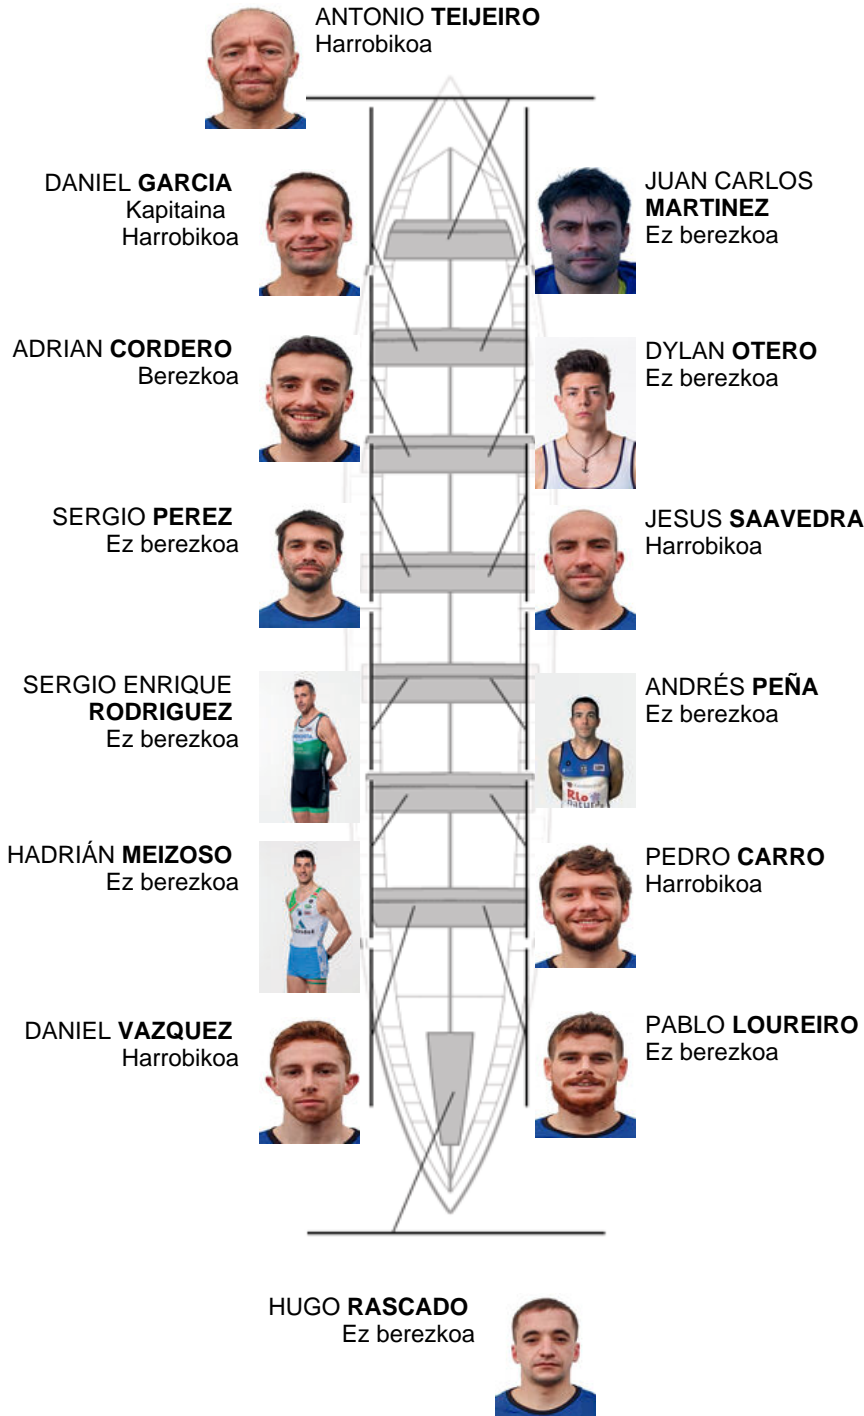 ANTONIO TEIJEIRO
Harrobikoa
DANIEL GARCIA
Kapitaina
Harrobikoa
JUAN CARLOS
MARTINEZ
Ez berezkoa
ADRIAN CORDERO
Berezkoa
DYLAN OTERO
Ez berezkoa
SERGIO PEREZ
Ez berezkoa
JESUS SAAVEDRA
Harrobikoa
SERGIO ENRIQUE
RODRIGUEZ
Ez berezkoa
ANDRÉS PEÑA
Ez berezkoa
Río
natura
HADRIÁN MEIZOSO
Ez berezkoa
PEDRO CARRO
Harrobikoa
DANIEL VAZQUEZ
Harrobikoa
PABLO LOUREIRO
Ez berezkoa
HUGO RASCADO
Ez berezkoa